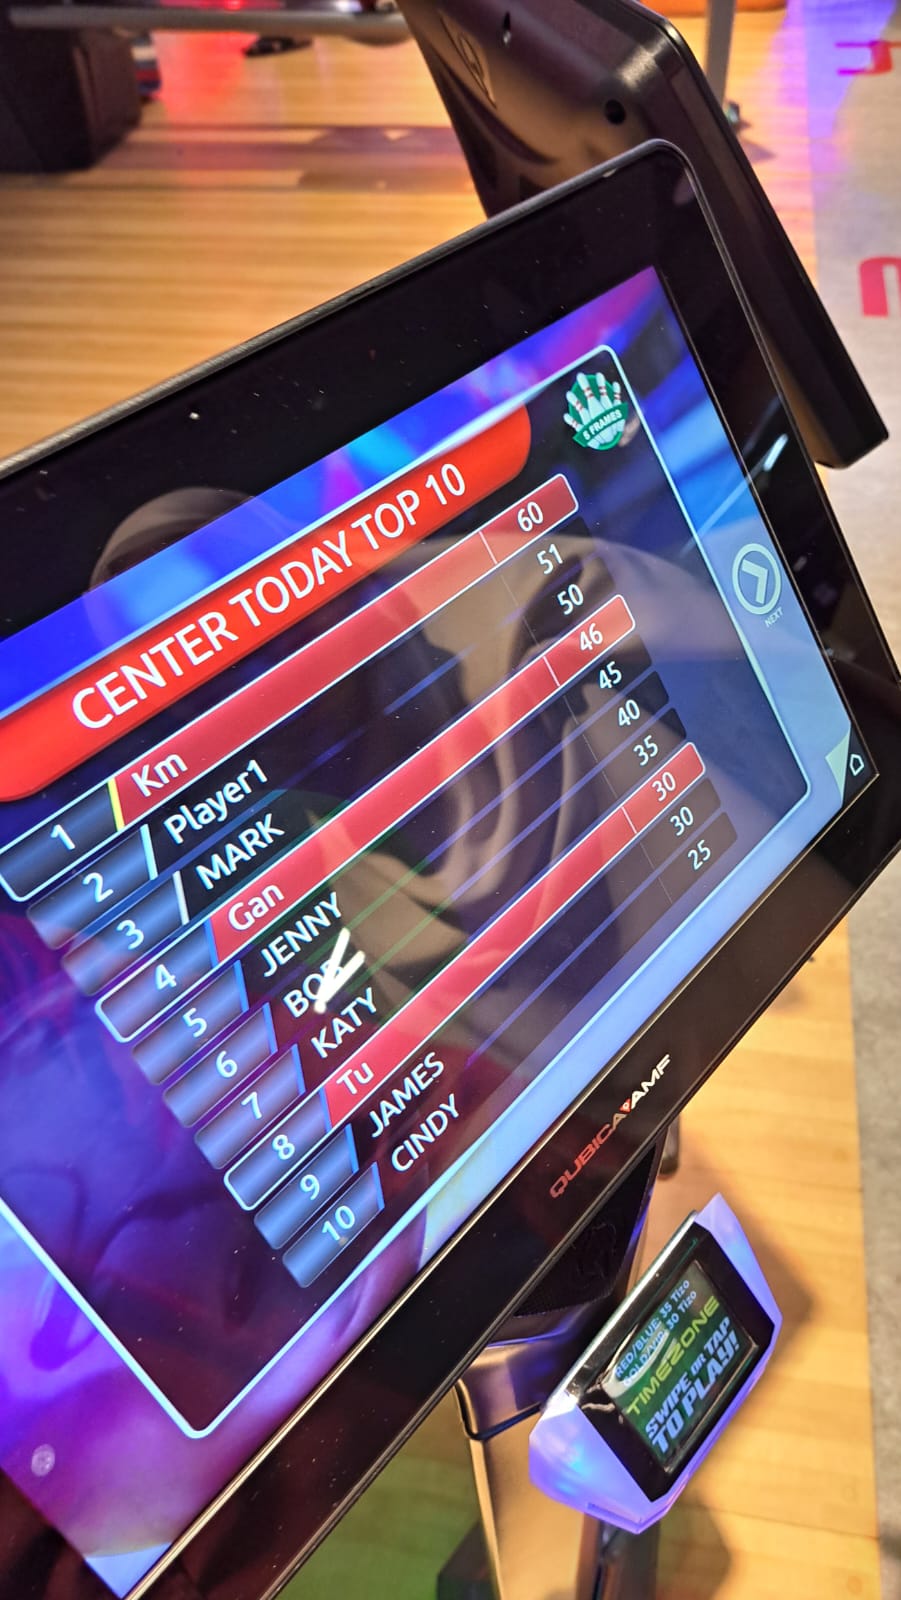 5 FRAMES
CENTER TODAY TOP 10
1 Km 60
2 Player1 51
3 MARK 50
4 Gan 46
5 JENNY 45
6 BOB 40
7 KATY 35
8 Tu 30
9 JAMES 30
10 CINDY 25
NEXT
QUBICAAMF
RED/BLUE: 35 Tizo
30 Tizo
TIMEZONE
SWIPE OR TAP
TO PLAY!